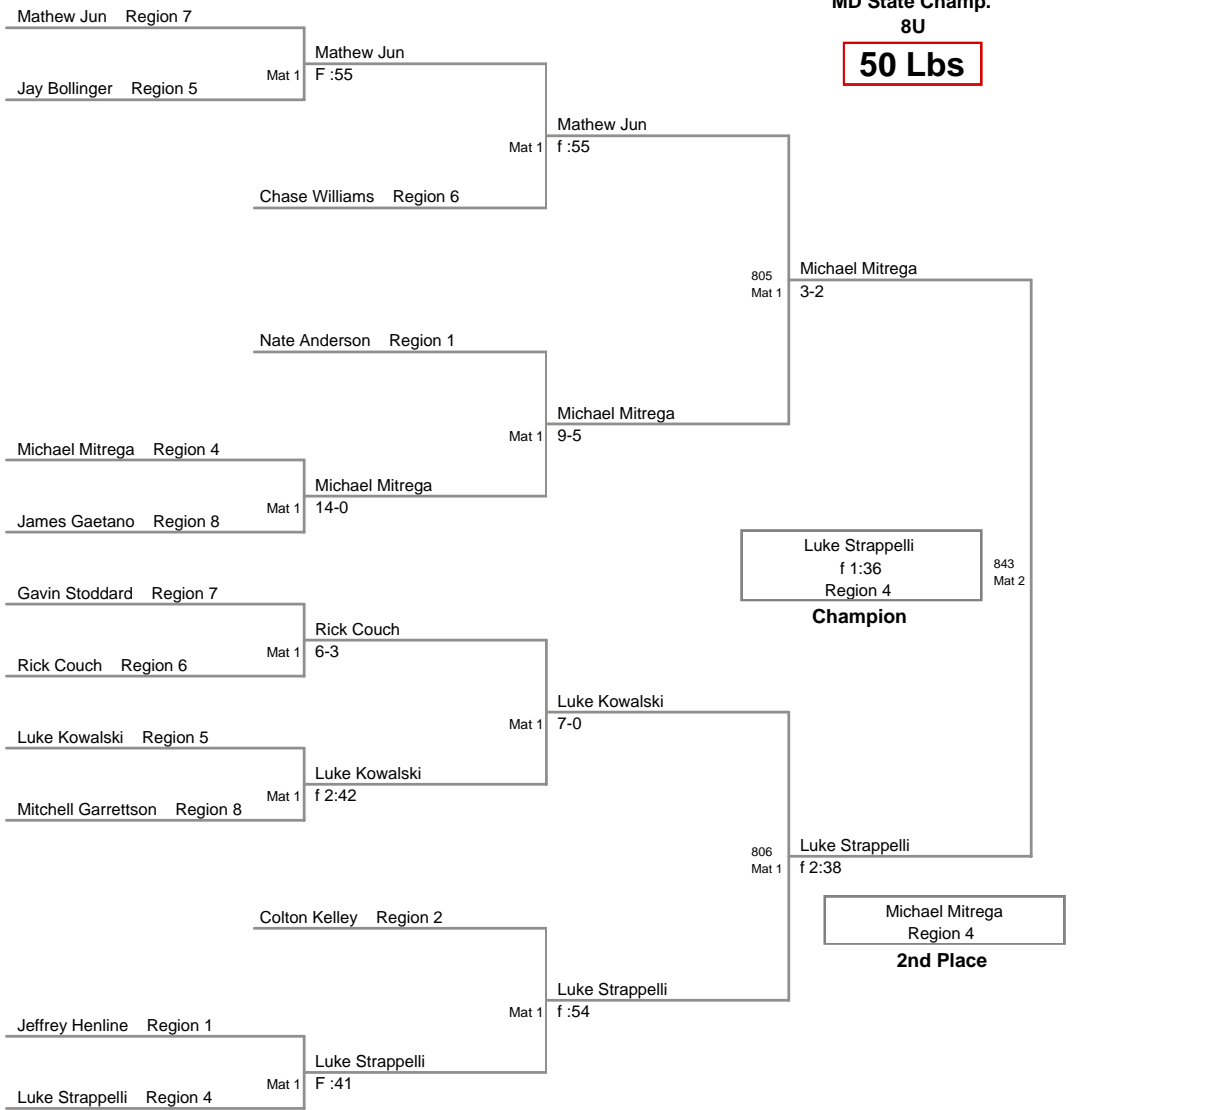 MD State Champ.
8U
50 Lbs
Mathew Jun Region 7
Mathew Jun
Mat 1 F :55
Jay Bollinger Region 5
Mathew Jun
Mat 1 f :55
Chase Williams Region 6
805 Michael Mitrega
Mat 1 3-2
Nate Anderson Region 1
Michael Mitrega
Mat 1 9-5
Michael Mitrega Region 4
Michael Mitrega
Mat 1 14-0
James Gaetano Region 8
Luke Strappelli
f 1:36
Region 4
Champion
843
Mat 2
Gavin Stoddard Region 7
Rick Couch
Mat 1 6-3
Rick Couch Region 6
Luke Kowalski
Mat 1 7-0
Luke Kowalski Region 5
Luke Kowalski
Mat 1 f 2:42
Mitchell Garrettson Region 8
806 Luke Strappelli
Mat 1 f 2:38
Michael Mitrega
Region 4
2nd Place
Colton Kelley Region 2
Luke Strappelli
Mat 1 f :54
Jeffrey Henline Region 1
Luke Strappelli
Mat 1 F :41
Luke Strappelli Region 4